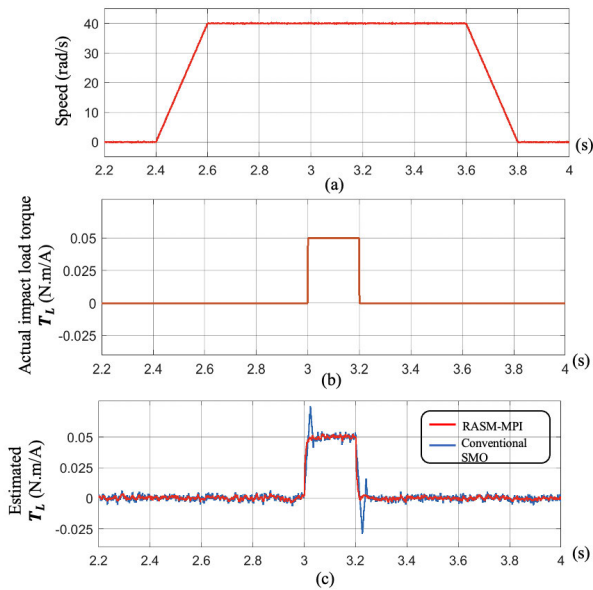 Speed (rad/s)
40
30
20
10
0
2.2 2.4 2.6 2.8 3 3.2 3.4 3.6 3.8 4
(s)
(a)
Actual impact load torque
T_L (N.m/A)
0.05
0.025
0
-0.025
2.2 2.4 2.6 2.8 3 3.2 3.4 3.6 3.8 4
(s)
(b)
Estimated
T_L (N.m/A)
0.05
0.025
0
-0.025
RASM-MPI
Conventional
SMO
2.2 2.4 2.6 2.8 3 3.2 3.4 3.6 3.8 4
(s)
(c)